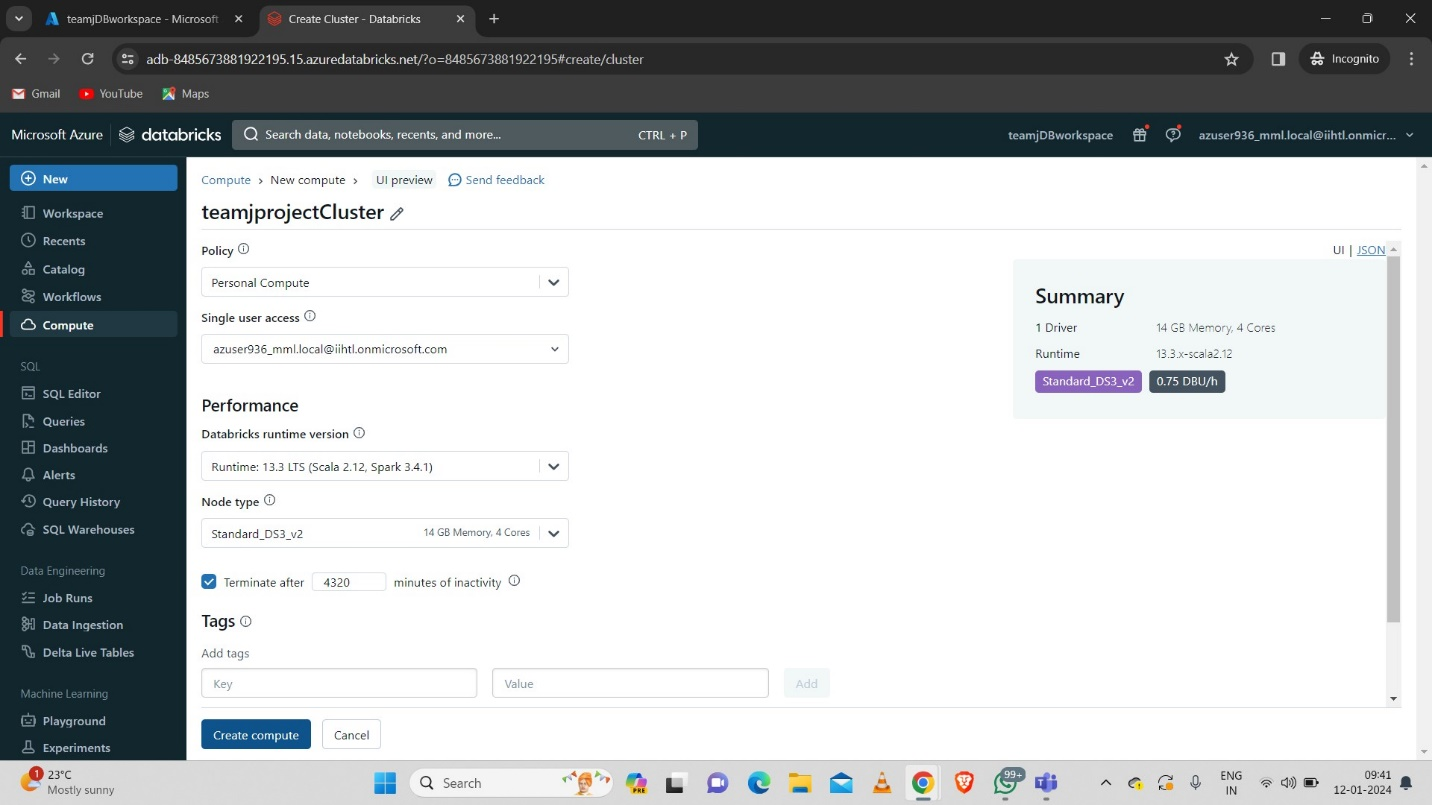 teamjDBworkspace - Microsoft
Create Cluster - Databricks
adb-8485673881922195.15.azuredatabricks.net/?o=8485673881922195#create/cluster
Incognito
Gmail
YouTube
Maps
Microsoft Azure
databricks
Search data, notebooks, recents, and more...
CTRL + P
teamjDBworkspace
azuser936_mml.local@iihtl.onmicr...
New
Workspace
Recents
Catalog
Workflows
Compute
SQL
SQL Editor
Queries
Dashboards
Alerts
Query History
SQL Warehouses
Data Engineering
Job Runs
Data Ingestion
Delta Live Tables
Machine Learning
Playground
Experiments
Compute › New compute › UI preview Send feedback
teamjprojectCluster
Policy
Personal Compute
Single user access
azuser936_mml.local@iihtl.onmicrosoft.com
Performance
Databricks runtime version
Runtime: 13.3 LTS (Scala 2.12, Spark 3.4.1)
Node type
Standard_DS3_v2 14 GB Memory, 4 Cores
Terminate after 4320 minutes of inactivity
Tags
Add tags
Key Value Add
Create compute Cancel
UI | JSON
Summary
1 Driver 14 GB Memory, 4 Cores
Runtime 13.3.x-scala2.12
Standard_DS3_v2 0.75 DBU/h
1
23°C
Mostly sunny
Search
PRE
99+
ENG
IN
09:41
12-01-2024